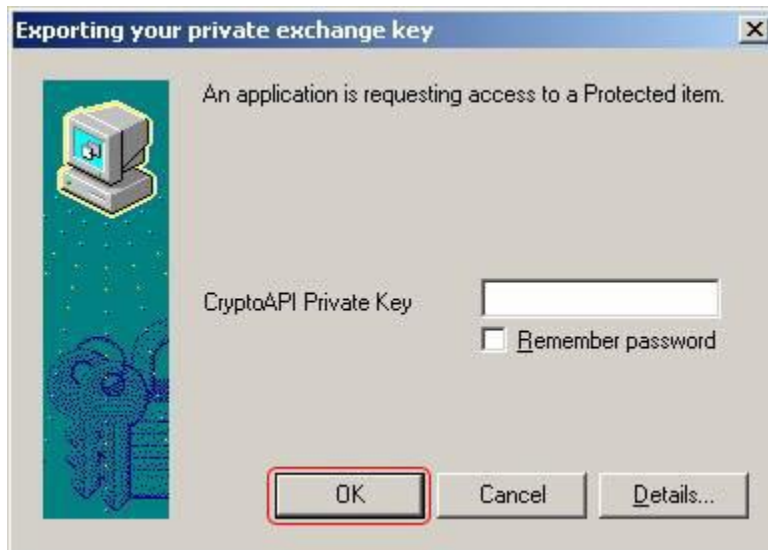 Exporting your private exchange key
An application is requesting access to a Protected item.
CryptoAPI Private Key
Remember password
OK Cancel Details...